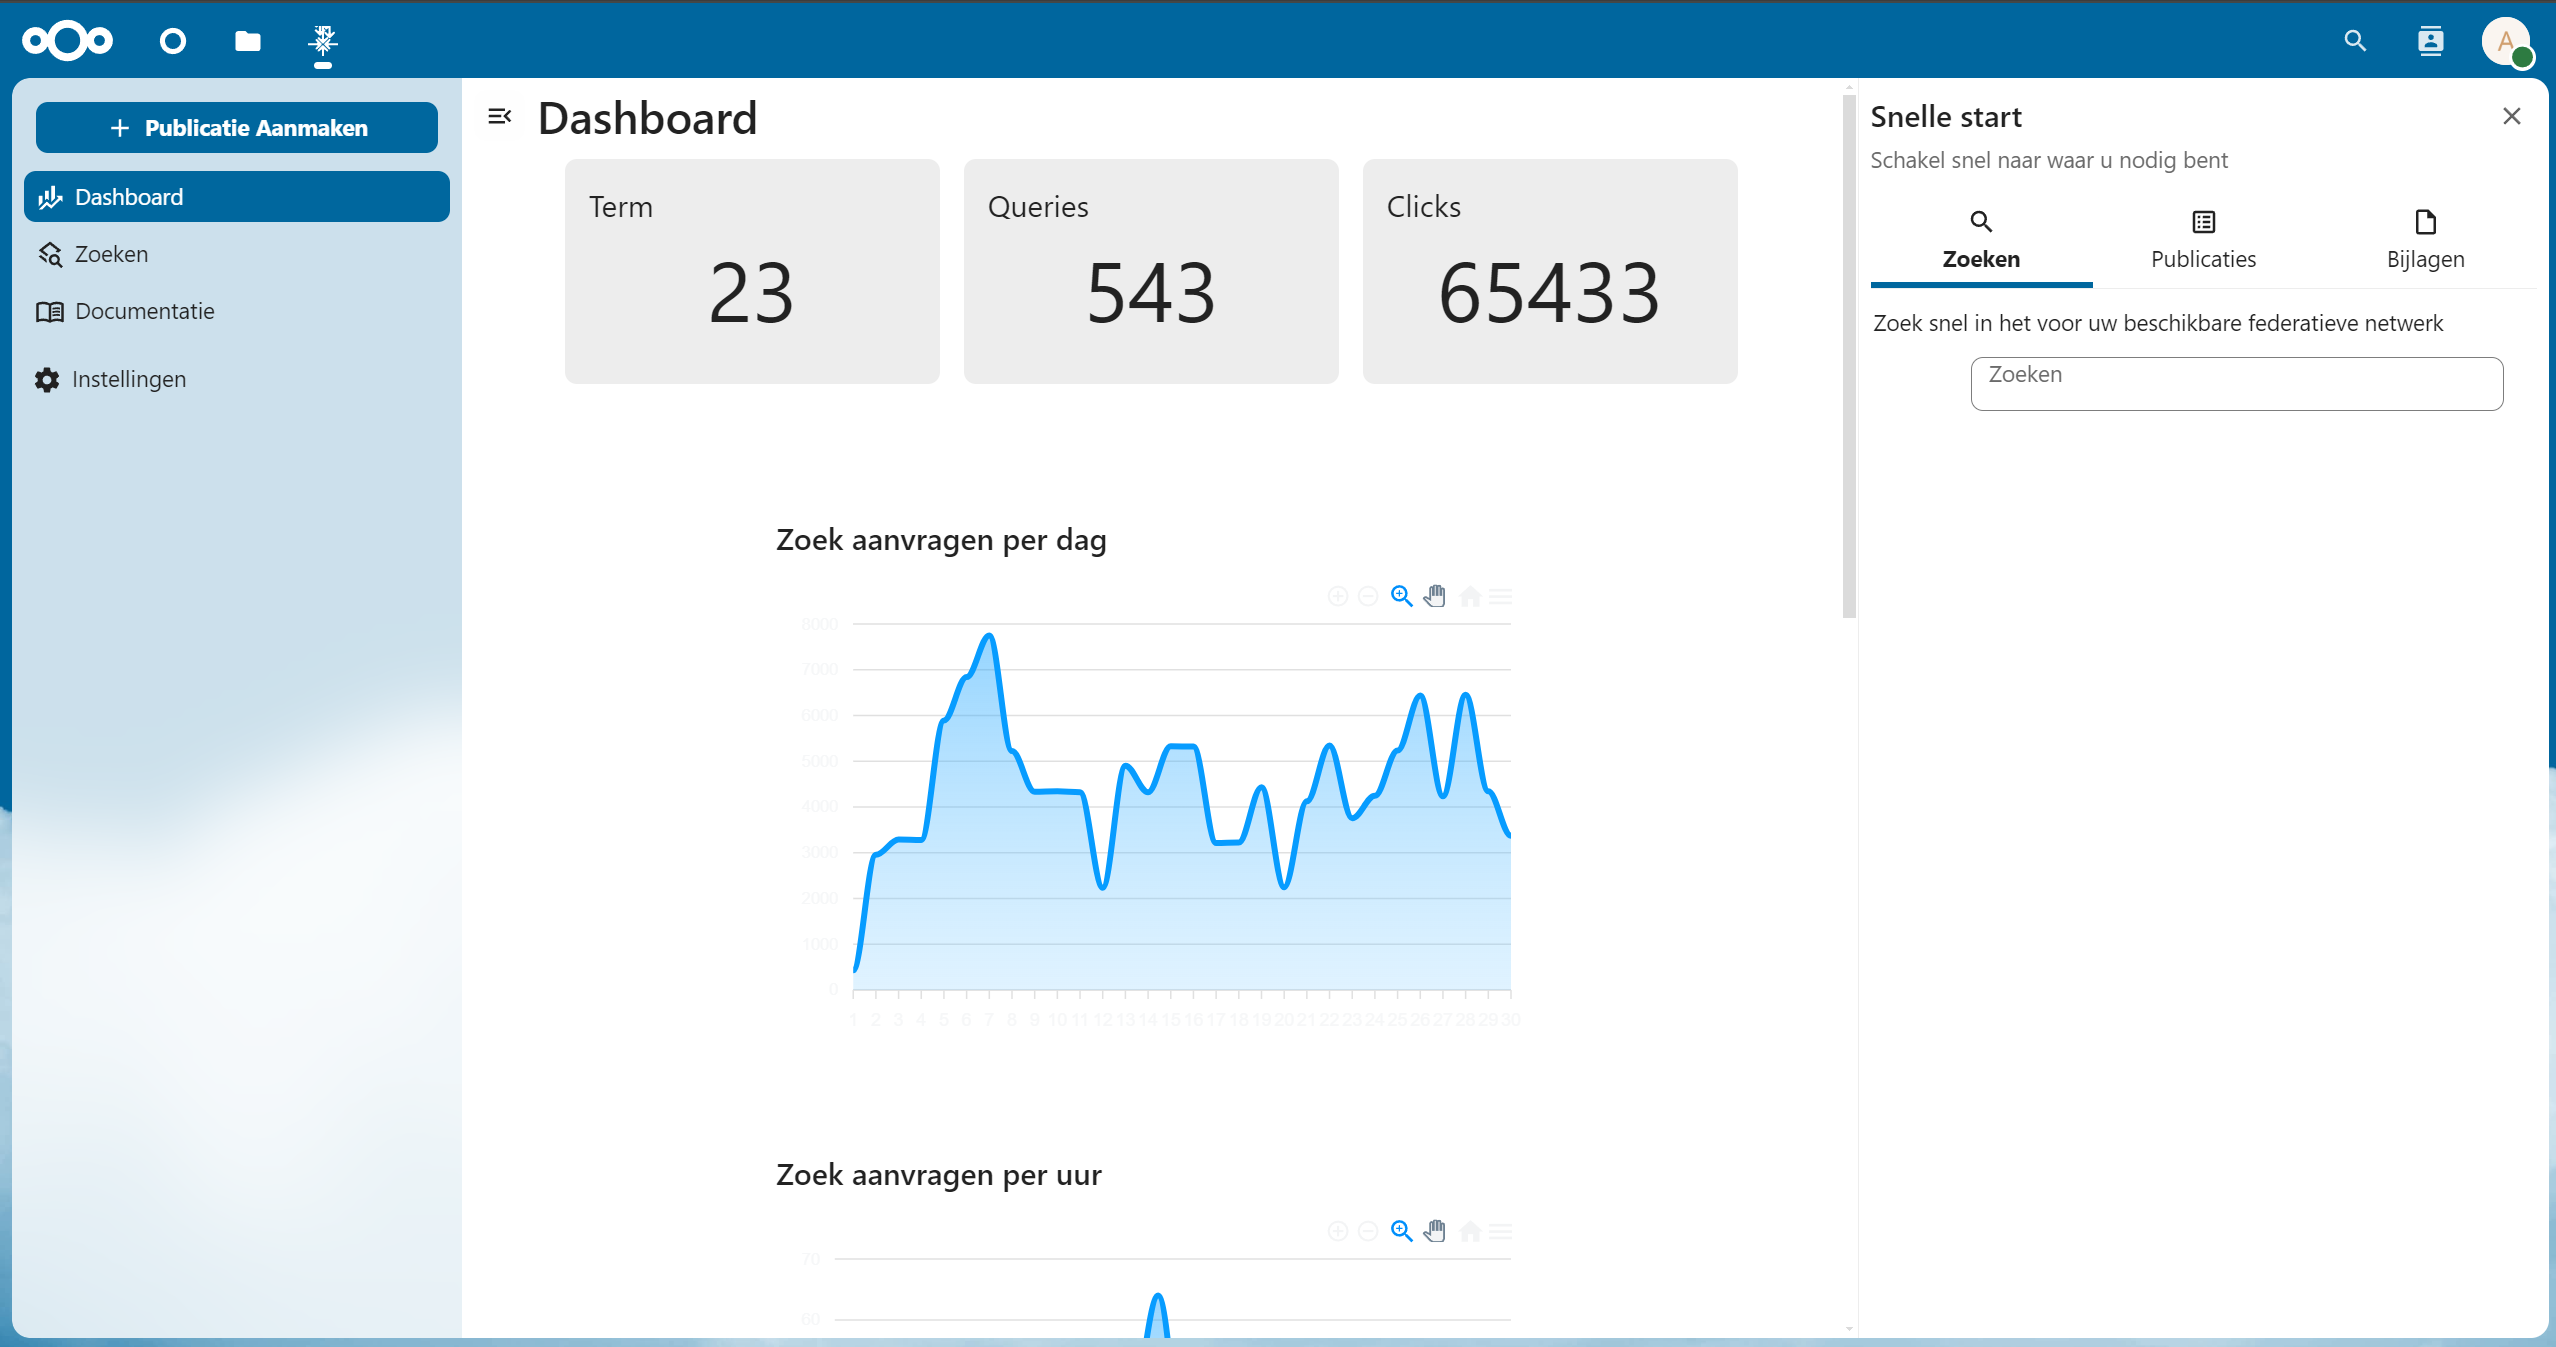 A
+ Publicatie Aanmaken
Dashboard
Zoeken
Documentatie
Instellingen
Dashboard
Term
23
Queries
543
Clicks
65433
Zoek aanvragen per dag
8000
7000
6000
5000
4000
3000
2000
1000
0
1 2 3 4 5 6 7 8 9 10 11 12 13 14 15 16 17 18 19 20 21 22 23 24 25 26 27 28 29 30
Zoek aanvragen per uur
70
60
Snelle start
Schakel snel naar waar u nodig bent
Zoeken
Publicaties
Bijlagen
Zoek snel in het voor uw beschikbare federatieve netwerk
Zoeken